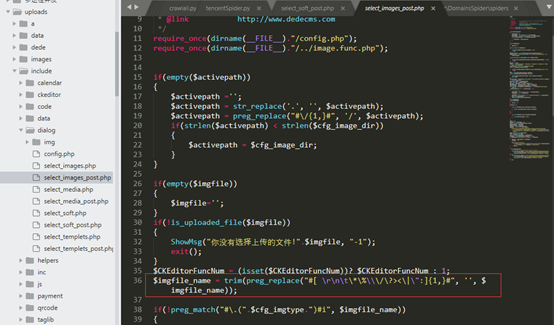 uploads
a
data
dede
images
include
calendar
ckeditor
code
data
dialog
img
config.php
select_images.php
select_images_post.php
select_media.php
select_media_post.php
select_soft.php
select_soft_post.php
select_templets.php
select_templets_post.php
helpers
inc
js
payment
qrcode
taglib
crawlall.py
tencentSpider.py
select_soft_post.php
select_images_post.php
\DomainsSpider\spiders
9 * @link http://www.dedecms.com
10 */
11 require_once(dirname(__FILE__)."/config.php");
12 require_once(dirname(__FILE__)."/../image.func.php");
13
14
15 if(empty($activepath))
16 {
17 $activepath ='';
18 $activepath = str_replace('.', '', $activepath);
19 $activepath = preg_replace("#\/{1,}#", '/', $activepath);
20 if(strlen($activepath) < strlen($cfg_image_dir))
21 {
22 $activepath = $cfg_image_dir;
23 }
24 }
25
26 if(empty($imgfile))
27 {
28 $imgfile='';
29 }
30 if(!is_uploaded_file($imgfile))
31 {
32 ShowMsg("你没有选择上传的文件!".$imgfile, "-1");
33 exit();
34 }
35 $CKEditorFuncNum = (isset($CKEditorFuncNum))? $CKEditorFuncNum : 1;
36 $imgfile_name = trim(preg_replace("#[ \r\n\t\*\%\\\/\?><\|\":]{1,}#", '', $
imgfile_name));
37
38 if(!preg_match("#\.(".$cfg_imgtype.")#i", $imgfile_name))